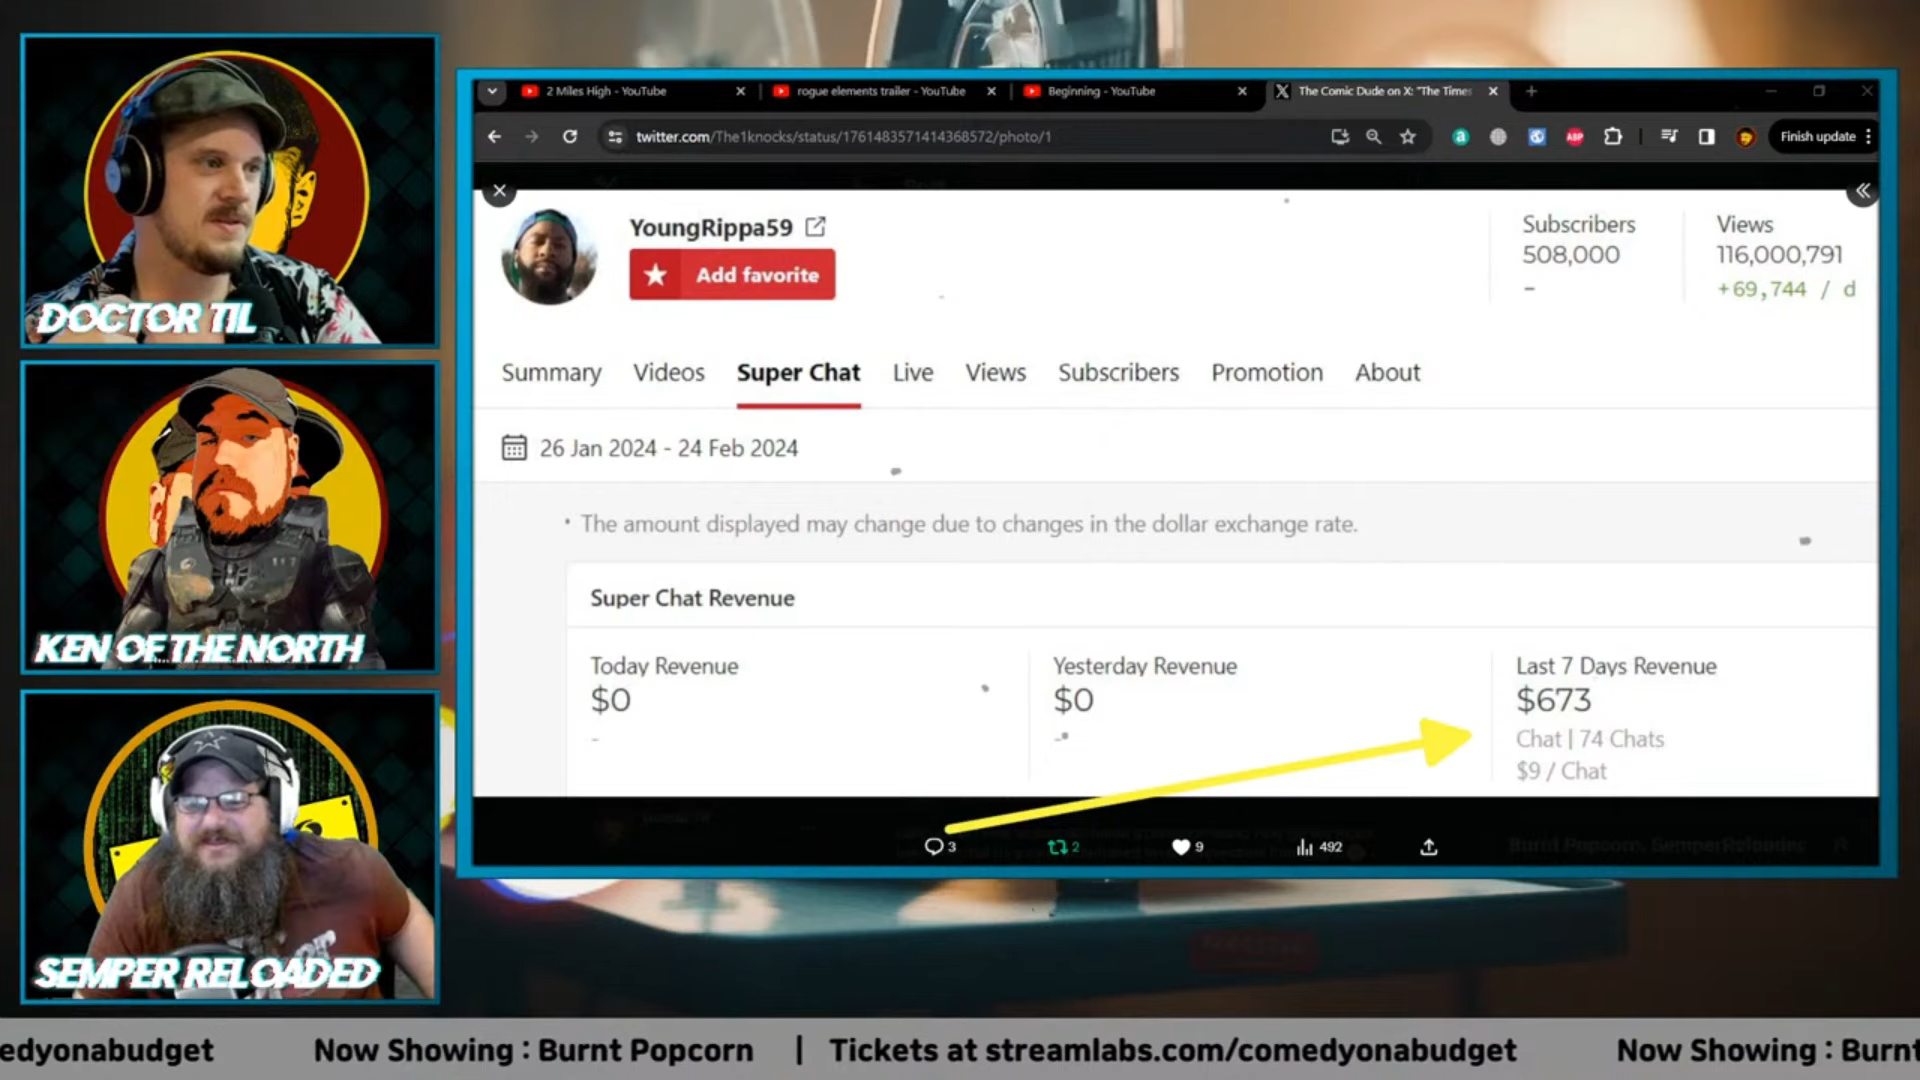 2 Miles High - YouTube
rogue elements trailer - YouTube
Beginning - YouTube
The Comic Dude on X: "The Times
twitter.com/The1knocks/status/1761483571414368572/photo/1
ABP
Finish update
YoungRippa59
Add favorite
Subscribers
508,000
-
Views
116,000,791
+69,744 / d
Summary
Videos
Super Chat
Live
Views
Subscribers
Promotion
About
26 Jan 2024 - 24 Feb 2024
• The amount displayed may change due to changes in the dollar exchange rate.
Super Chat Revenue
Today Revenue
$0
-
Yesterday Revenue
$0
-
Last 7 Days Revenue
$673
Chat | 74 Chats
$9 / Chat
3
2
9
492
DOCTOR TIL
KEN OF THE NORTH
SEMPER RELOADED
edyonabudget
Now Showing : Burnt Popcorn | Tickets at streamlabs.com/comedyonabudget
Now Showing : Burnt